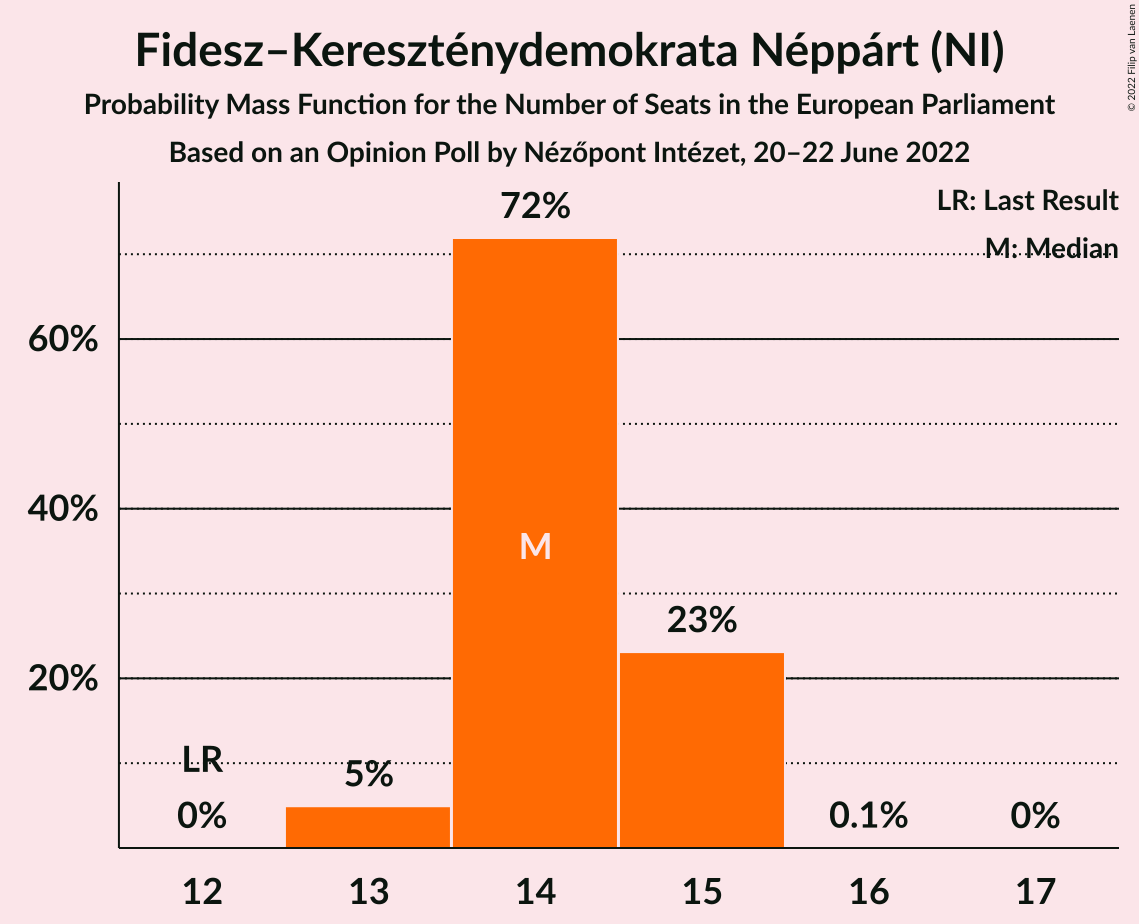 Fidesz–Kereszténydemokrata Néppárt (NI)
Probability Mass Function for the Number of Seats in the European Parliament
Based on an Opinion Poll by Nézőpont Intézet, 20–22 June 2022
© 2022 Filip van Laenen
LR: Last Result
M: Median
72%
60%
40%
M
23%
20%
LR
5%
0%
0.1%
0%
12 13 14 15 16 17